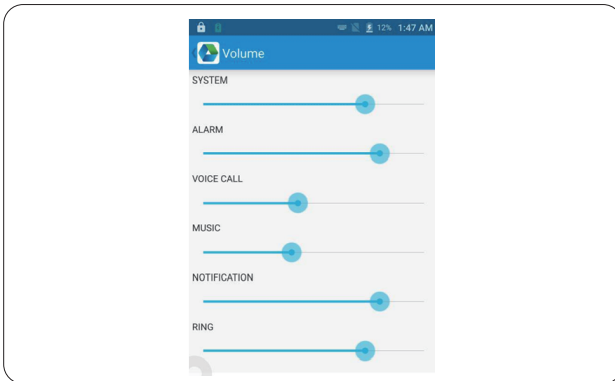 12% 1:47 AM
Volume
SYSTEM
ALARM
VOICE CALL
MUSIC
NOTIFICATION
RING